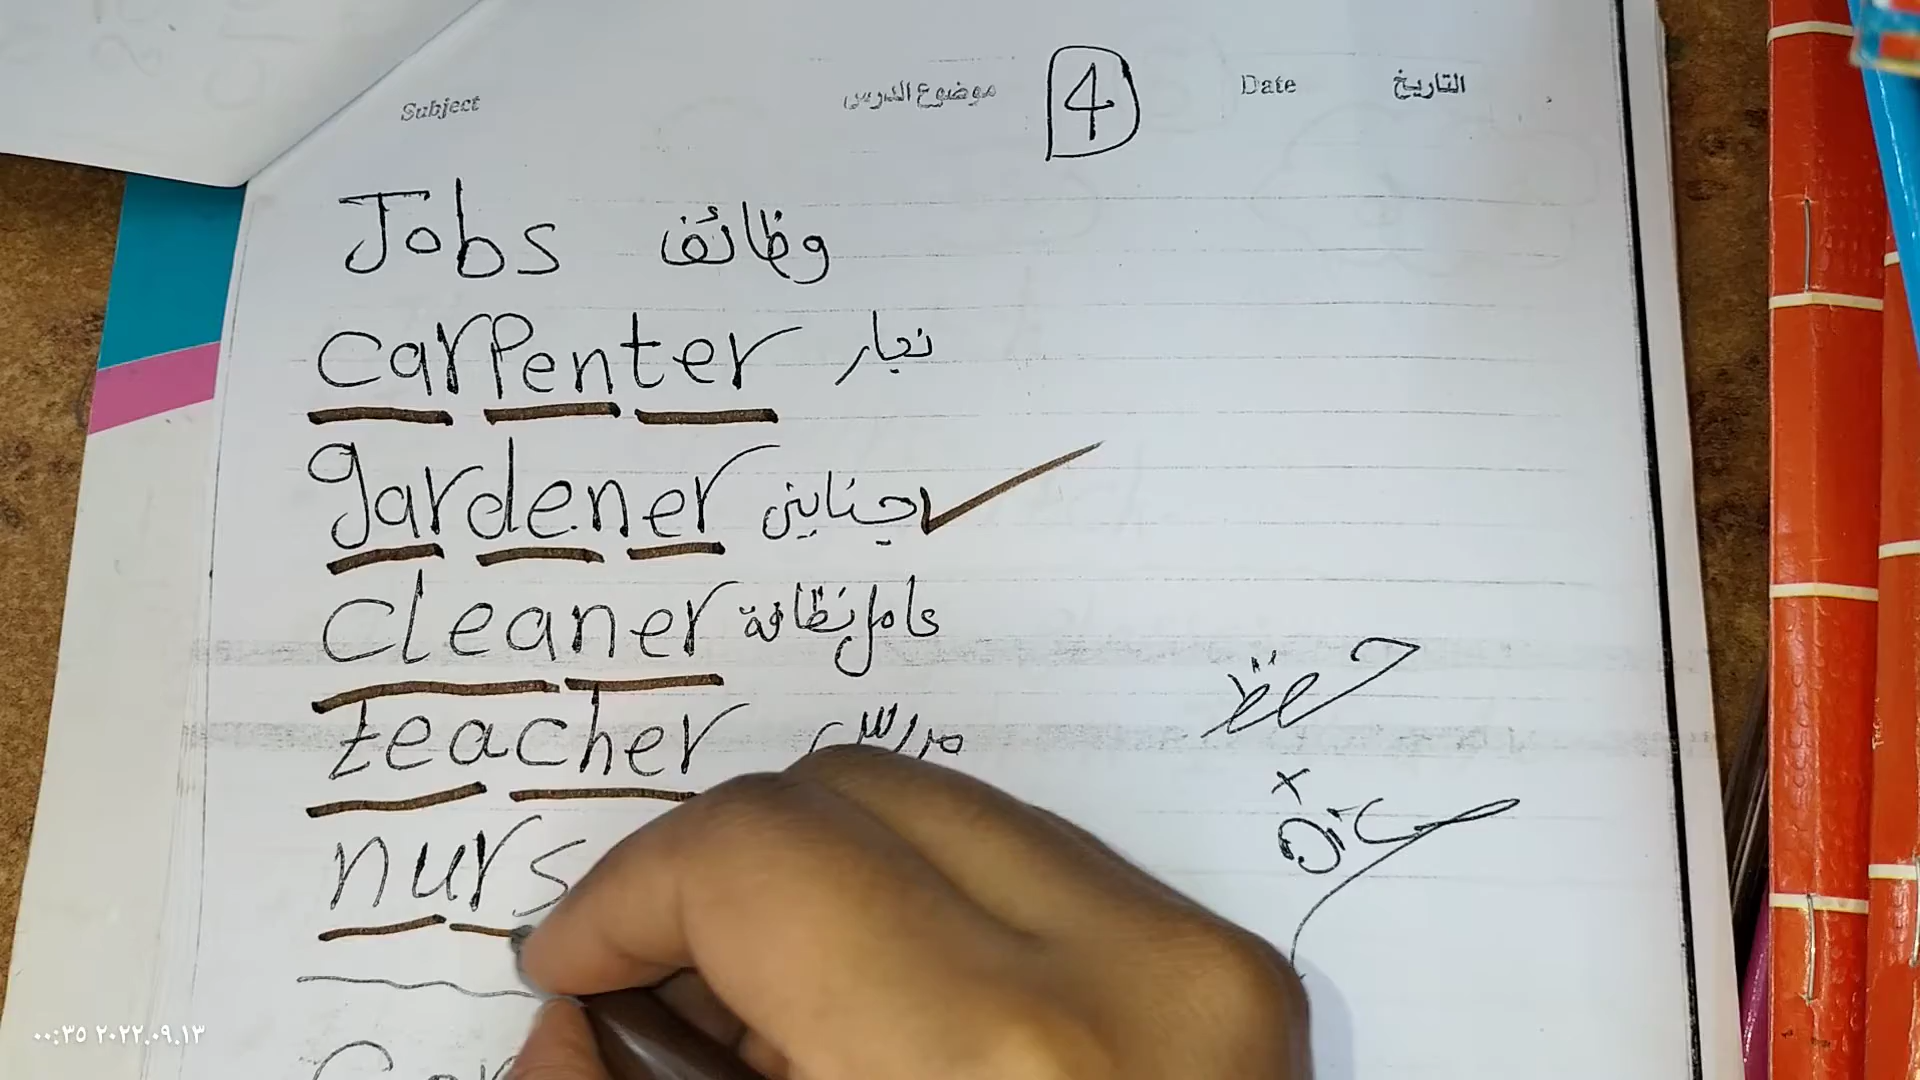 Subject موضوع الدرس 4 Date التاريخ
Jobs وظائف
carpenter نجار
gardener جنايني
cleaner عامل نظافة
teacher مدرس
nurs
حفظ
٠٠:٣٥ ٢٠٢٢.٠٩.١٣